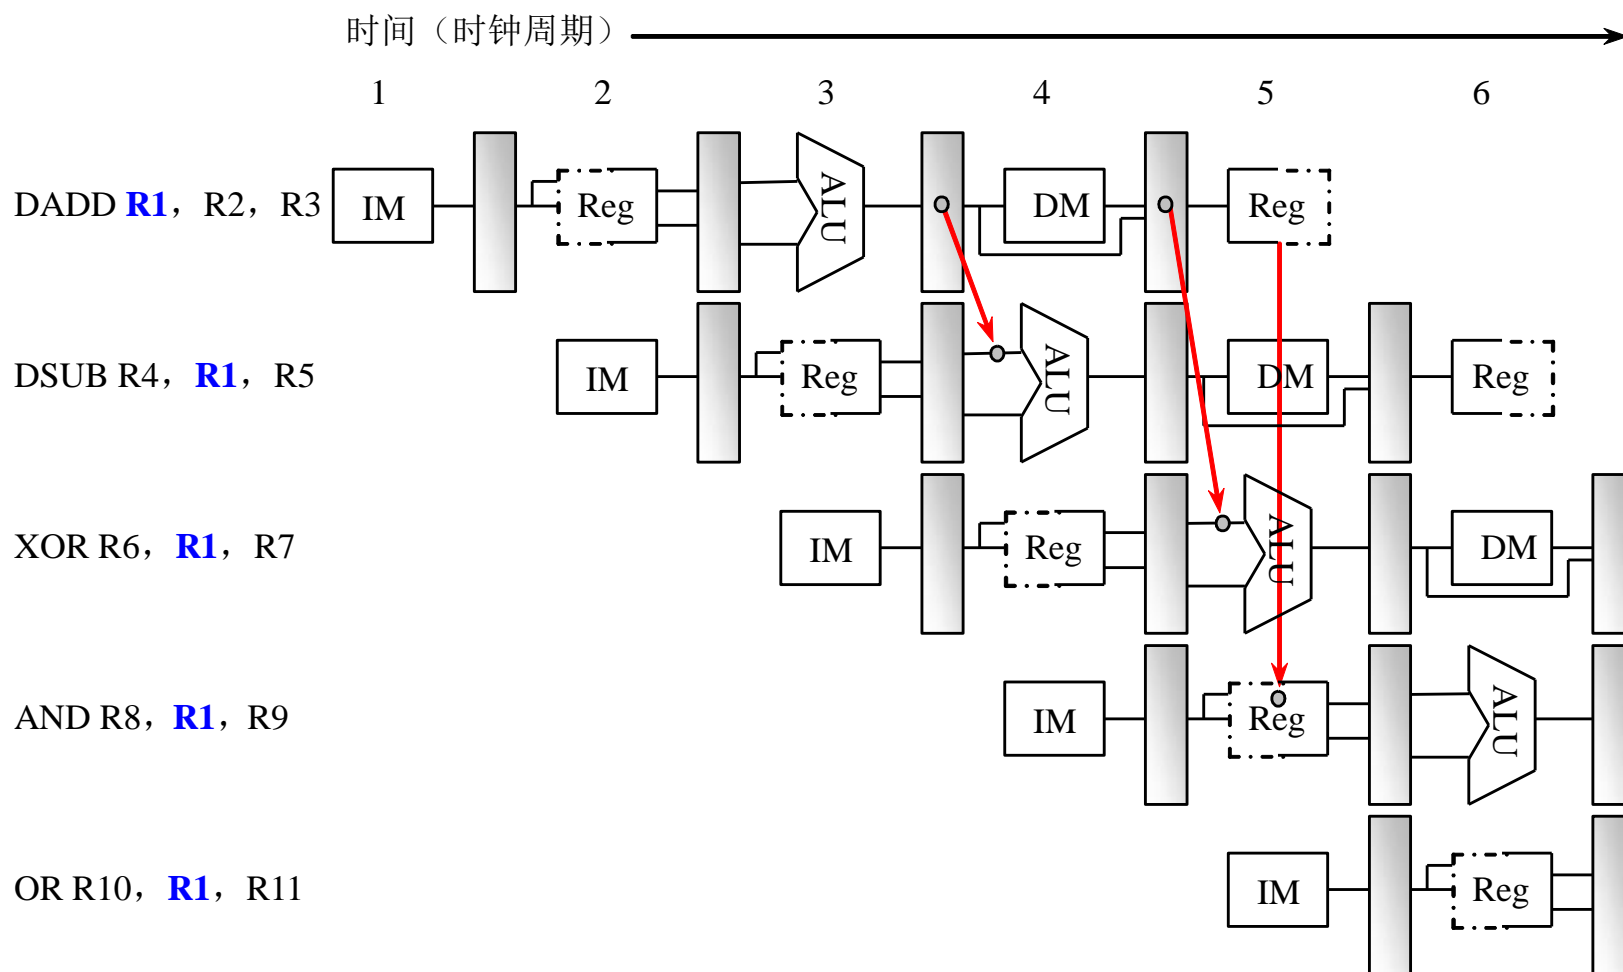 时间（时钟周期）
1 2 3 4 5 6
DADD R1，R2，R3 IM Reg ALU DM Reg
DSUB R4，R1，R5 IM Reg ALU DM Reg
XOR R6，R1，R7 IM Reg ALU DM
AND R8，R1，R9 IM Reg ALU
OR R10，R1，R11 IM Reg